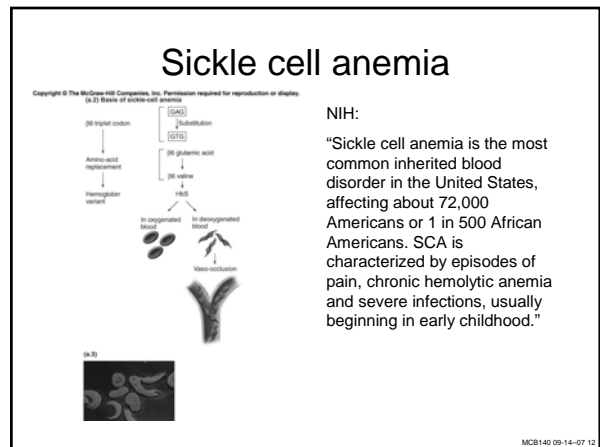 Sickle cell anemia
Copyright © The McGraw-Hill Companies, Inc. Permission required for reproduction or display.
(a.2) Basis of sickle-cell anemia
β6 triplet codon
GAG
Substitution
GTG
Amino-acid
replacement
β6 glutamic acid
β6 valine
Hemoglobin
variant
HbS
In oxygenated
blood
In deoxygenated
blood
Vaso-occlusion
(a.3)
NIH:
“Sickle cell anemia is the most
common inherited blood
disorder in the United States,
affecting about 72,000
Americans or 1 in 500 African
Americans. SCA is
characterized by episodes of
pain, chronic hemolytic anemia
and severe infections, usually
beginning in early childhood.”
MCB140 09-14-07 12